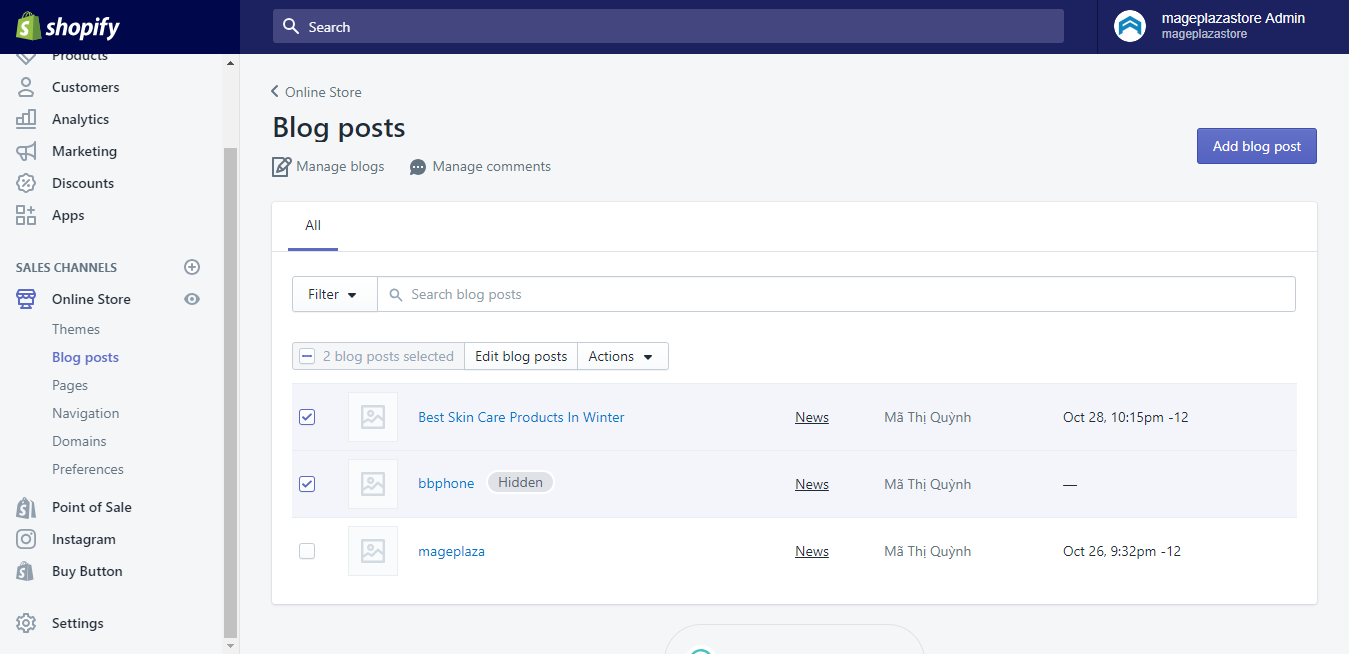 shopify
Search
mageplazastore Admin
mageplazastore
Products
Customers
Analytics
Marketing
Discounts
Apps
SALES CHANNELS
Online Store
Themes
Blog posts
Pages
Navigation
Domains
Preferences
Point of Sale
Instagram
Buy Button
Settings
Online Store
Blog posts
Manage blogs Manage comments
Add blog post
All
Filter Search blog posts
2 blog posts selected Edit blog posts Actions
Best Skin Care Products In Winter News Mã Thị Quỳnh Oct 28, 10:15pm -12
bbphone Hidden News Mã Thị Quỳnh —
mageplaza News Mã Thị Quỳnh Oct 26, 9:32pm -12